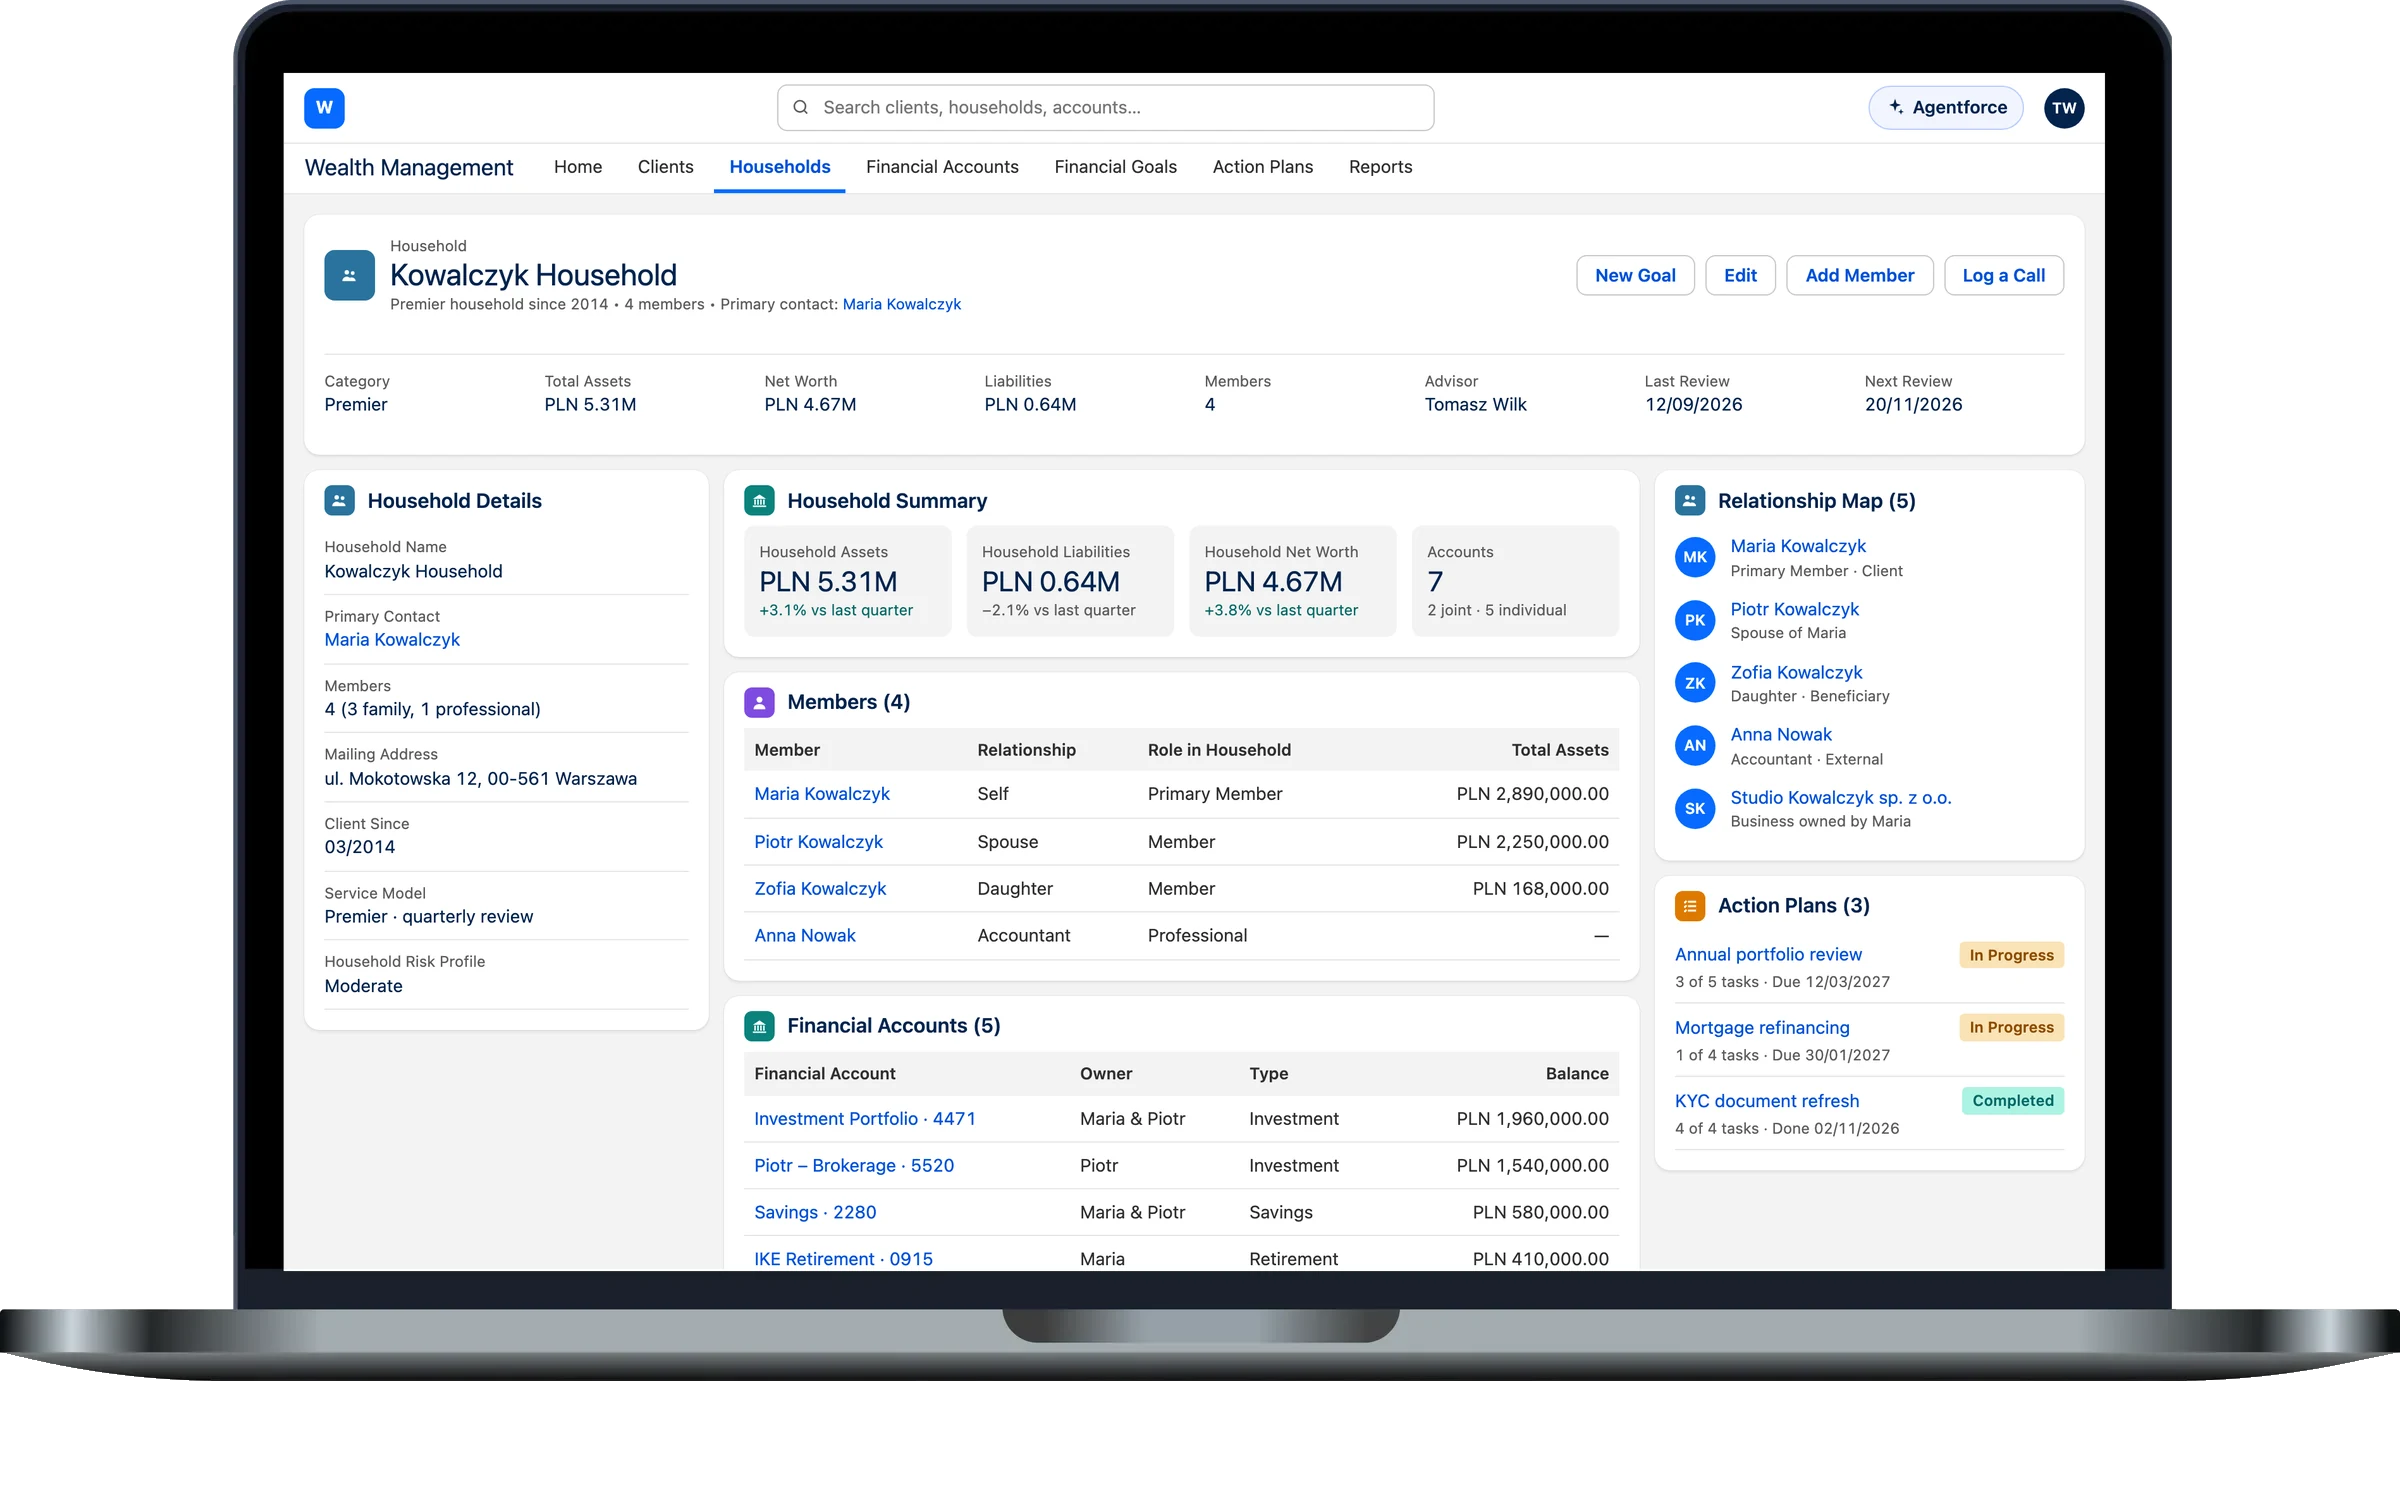 W
Search clients, households, accounts...
Agentforce
TW
Wealth Management
Home
Clients
Households
Financial Accounts
Financial Goals
Action Plans
Reports
Household
Kowalczyk Household
Premier household since 2014 • 4 members • Primary contact: Maria Kowalczyk
New Goal
Edit
Add Member
Log a Call
Category
Premier
Total Assets
PLN 5.31M
Net Worth
PLN 4.67M
Liabilities
PLN 0.64M
Members
4
Advisor
Tomasz Wilk
Last Review
12/09/2026
Next Review
20/11/2026
Household Details
Household Name
Kowalczyk Household
Primary Contact
Maria Kowalczyk
Members
4 (3 family, 1 professional)
Mailing Address
ul. Mokotowska 12, 00-561 Warszawa
Client Since
03/2014
Service Model
Premier · quarterly review
Household Risk Profile
Moderate
Household Summary
Household Assets
PLN 5.31M
+3.1% vs last quarter
Household Liabilities
PLN 0.64M
−2.1% vs last quarter
Household Net Worth
PLN 4.67M
+3.8% vs last quarter
Accounts
7
2 joint · 5 individual
Members (4)
Member Relationship Role in Household Total Assets
Maria Kowalczyk Self Primary Member PLN 2,890,000.00
Piotr Kowalczyk Spouse Member PLN 2,250,000.00
Zofia Kowalczyk Daughter Member PLN 168,000.00
Anna Nowak Accountant Professional —
Financial Accounts (5)
Financial Account Owner Type Balance
Investment Portfolio · 4471 Maria & Piotr Investment PLN 1,960,000.00
Piotr – Brokerage · 5520 Piotr Investment PLN 1,540,000.00
Savings · 2280 Maria & Piotr Savings PLN 580,000.00
IKE Retirement · 0915 Maria Retirement PLN 410,000.00
Relationship Map (5)
MK
Maria Kowalczyk
Primary Member · Client
PK
Piotr Kowalczyk
Spouse of Maria
ZK
Zofia Kowalczyk
Daughter · Beneficiary
AN
Anna Nowak
Accountant · External
SK
Studio Kowalczyk sp. z o.o.
Business owned by Maria
Action Plans (3)
Annual portfolio review
In Progress
3 of 5 tasks · Due 12/03/2027
Mortgage refinancing
In Progress
1 of 4 tasks · Due 30/01/2027
KYC document refresh
Completed
4 of 4 tasks · Done 02/11/2026